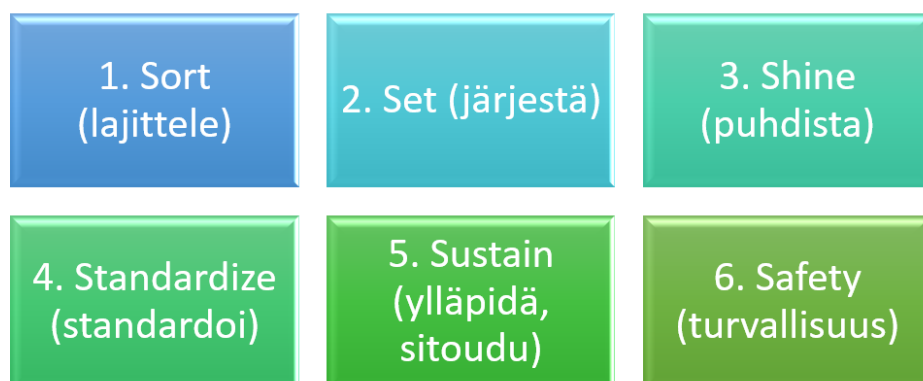 1. Sort
(lajittele)
2. Set (järjestä)
3. Shine
(puhdista)
4. Standardize
(standardoi)
5. Sustain
(ylläpidä,
sitoudu)
6. Safety
(turvallisuus)